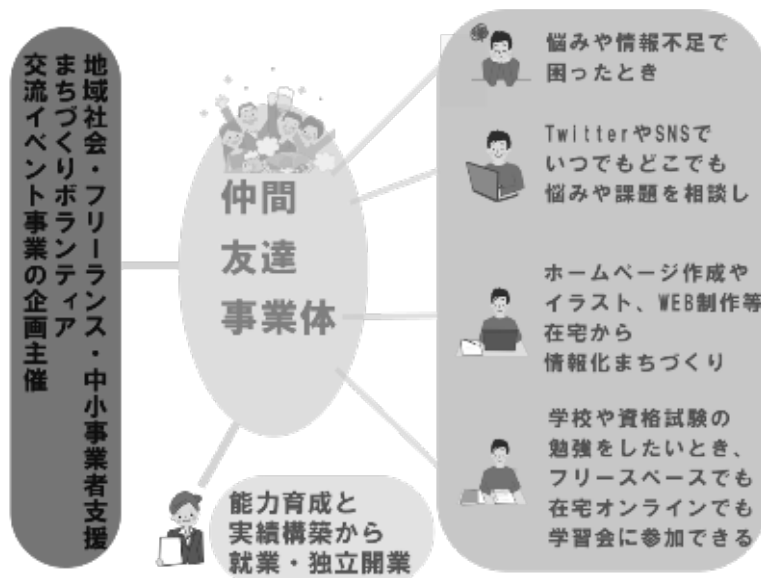 地域社会・フリーランス・中小事業者支援
まちづくりボランティア
交流イベント事業の企画主催
仲間
友達
事業体
能力育成と
実績構築から
就業・独立開業
悩みや情報不足で
困ったとき
TwitterやSNSで
いつでもどこでも
悩みや課題を相談し
ホームページ作成や
イラスト、WEB制作等
在宅から
情報化まちづくり
学校や資格試験の
勉強をしたいとき、
フリースペースでも
在宅オンラインでも
学習会に参加できる